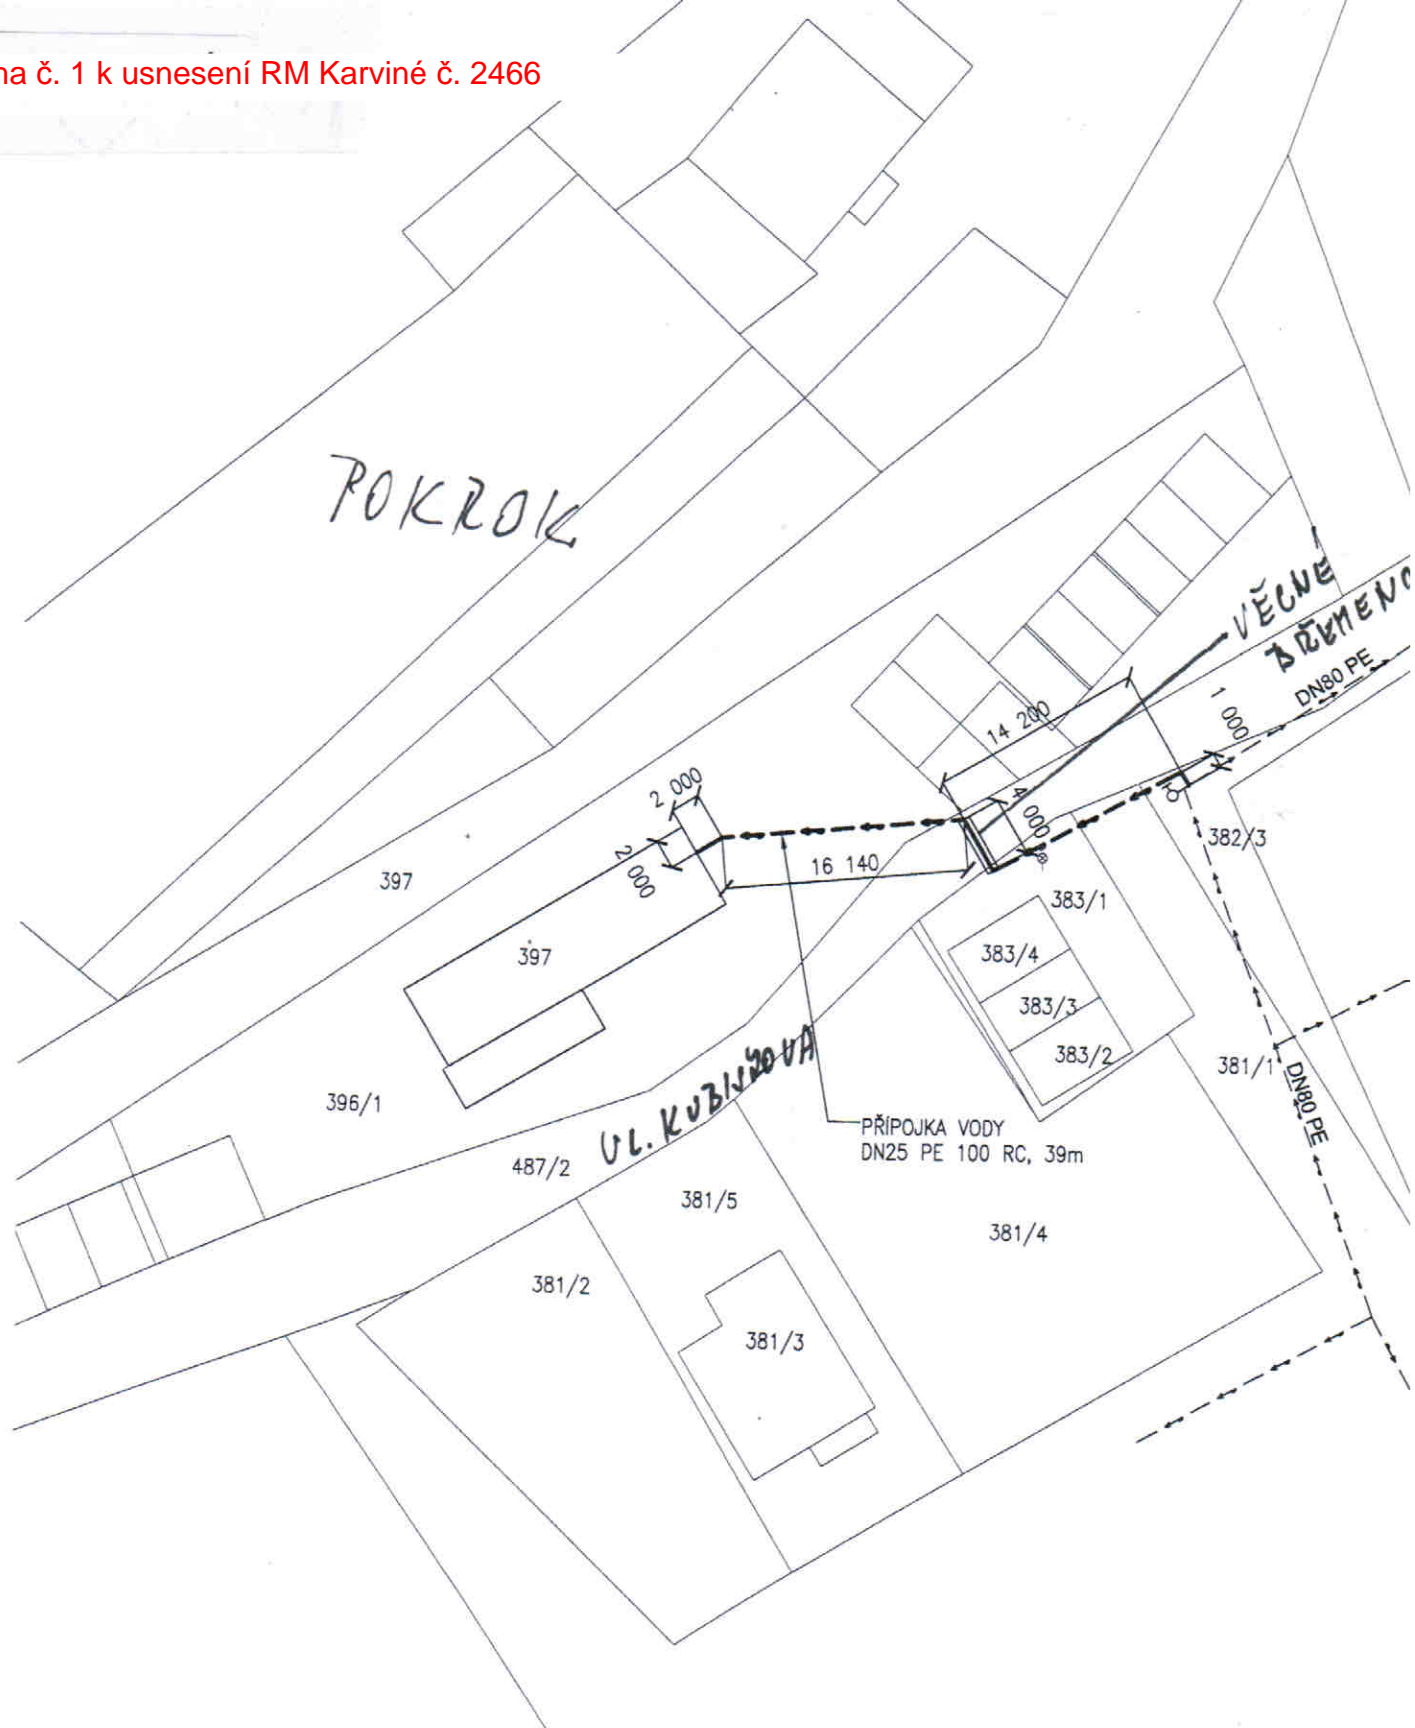 na č. 1 k usnesení RM Karviné č. 2466
POKROK
VĚCNE
BŘEMENO
DN80 PE
1 000
14 200
2 000
4 000
2 000
16 140
382/3
397
383/1
397
383/4
383/3
383/2
381/1
DN80 PE
396/1
UL. KUBISZOVA
PŘÍPOJKA VODY
DN25 PE 100 RC, 39m
487/2
381/5
381/4
381/2
381/3